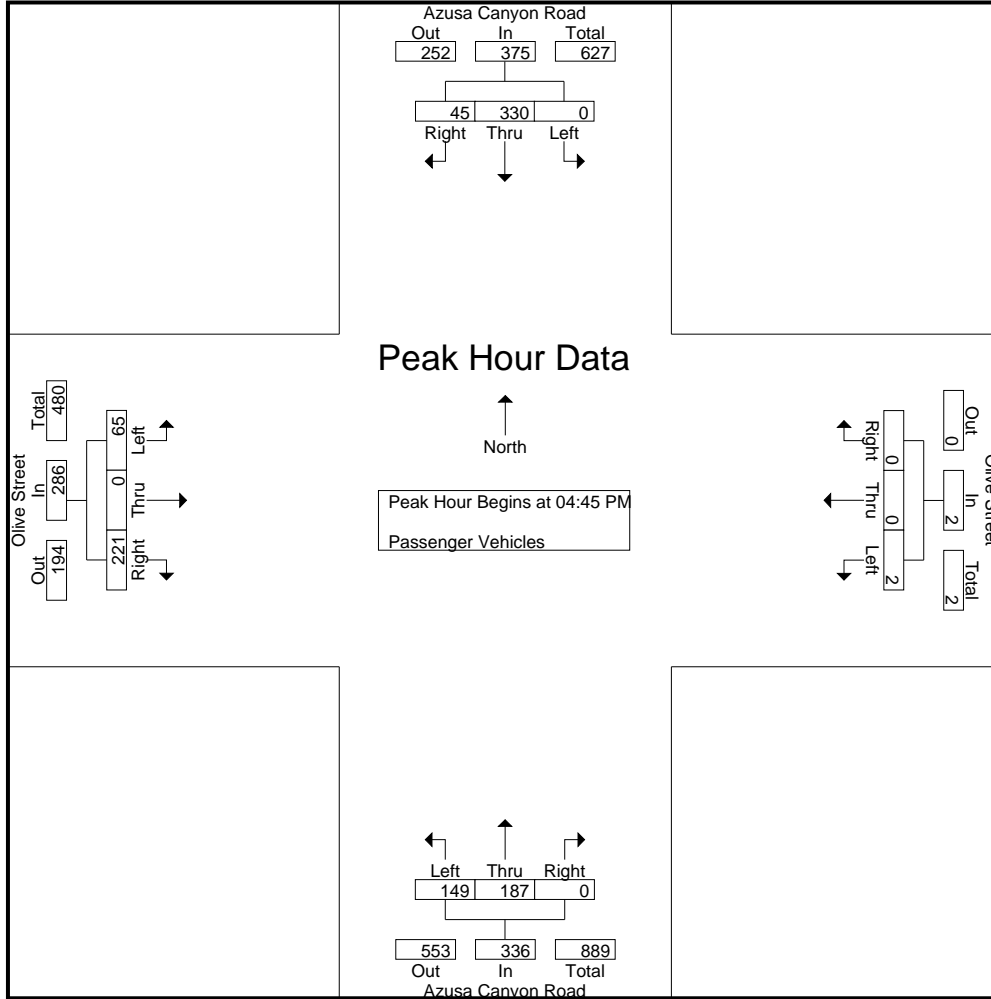 Azusa Canyon Road
Out In Total
252 375 627
45 330 0
Right Thru Left
Peak Hour Data
North
Peak Hour Begins at 04:45 PM
Passenger Vehicles
Olive Street
Out In Total
194 286 480
221 0 65
Right Thru Left
Olive Street
Out In Total
0 2 2
0 0 2
Right Thru Left
Left Thru Right
149 187 0
553 336 889
Out In Total
Azusa Canyon Road